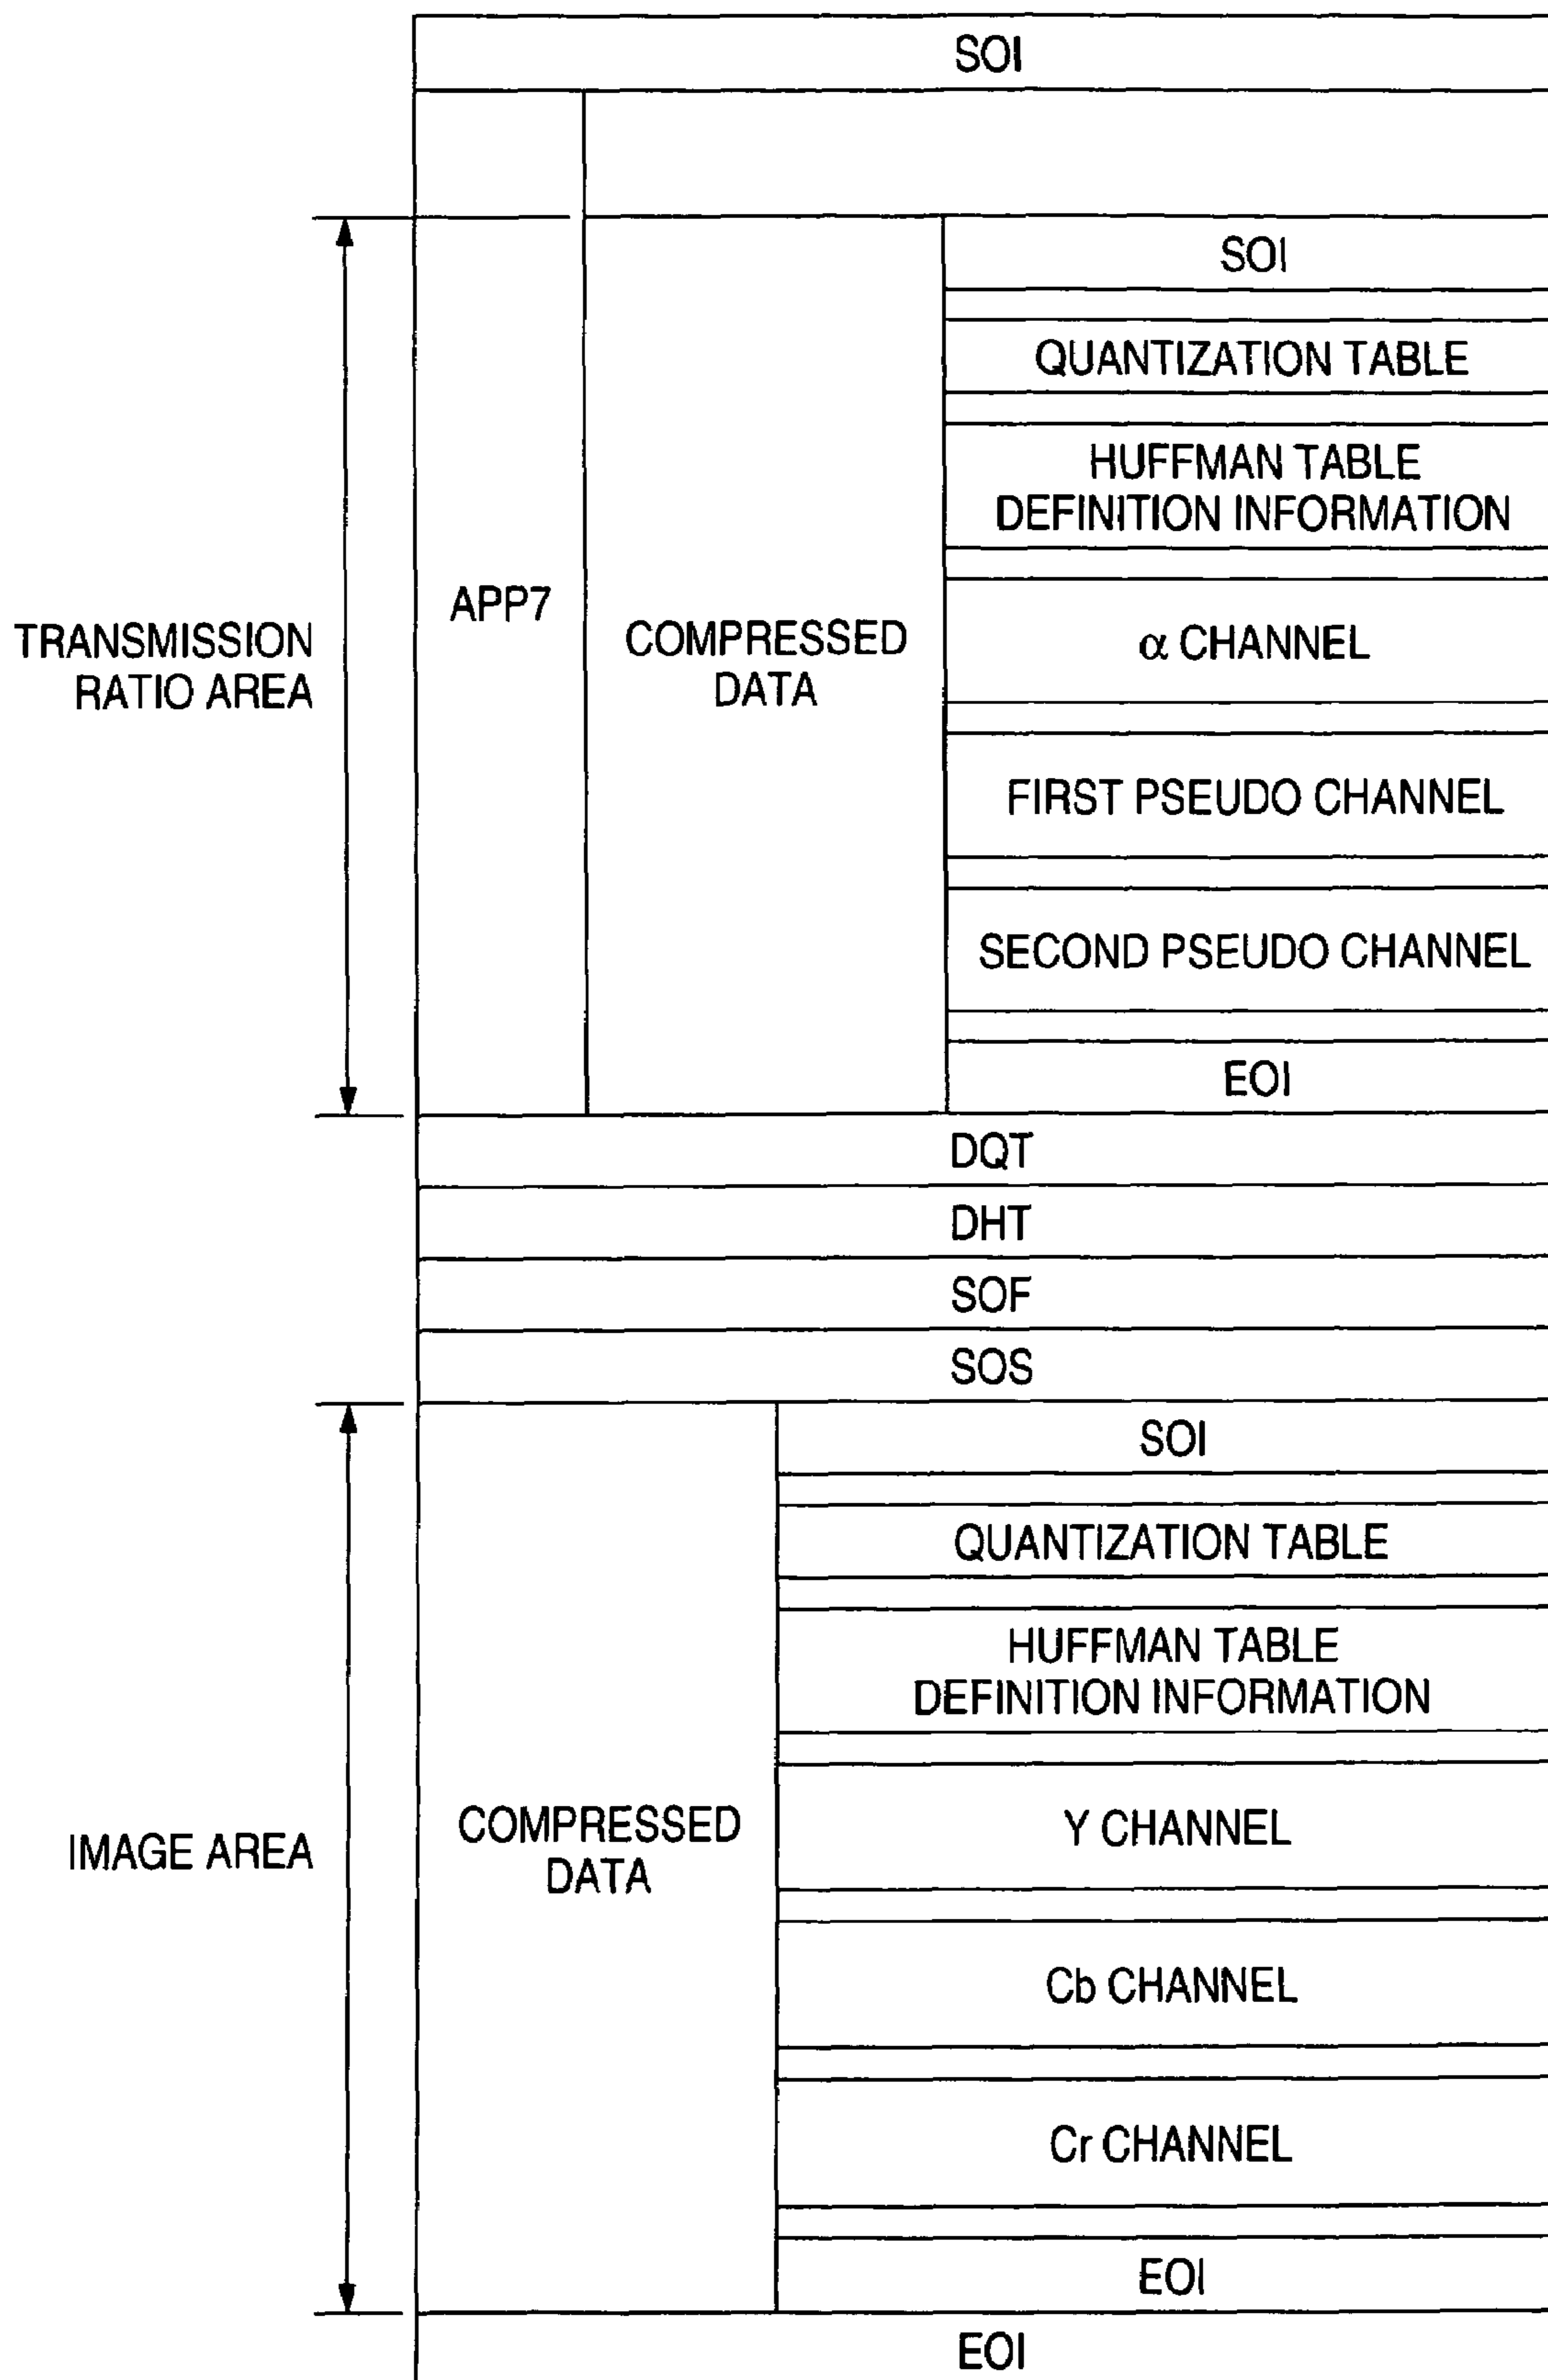 SOI
SOI
QUANTIZATION TABLE
HUFFMAN TABLE
DEFINITION INFORMATION
APP7
TRANSMISSION
RATIO AREA
COMPRESSED
DATA
α CHANNEL
FIRST PSEUDO CHANNEL
SECOND PSEUDO CHANNEL
EOI
DQT
DHT
SOF
SOS
SOI
QUANTIZATION TABLE
HUFFMAN TABLE
DEFINITION INFORMATION
IMAGE AREA
COMPRESSED
DATA
Y CHANNEL
Cb CHANNEL
Cr CHANNEL
EOI
EOI